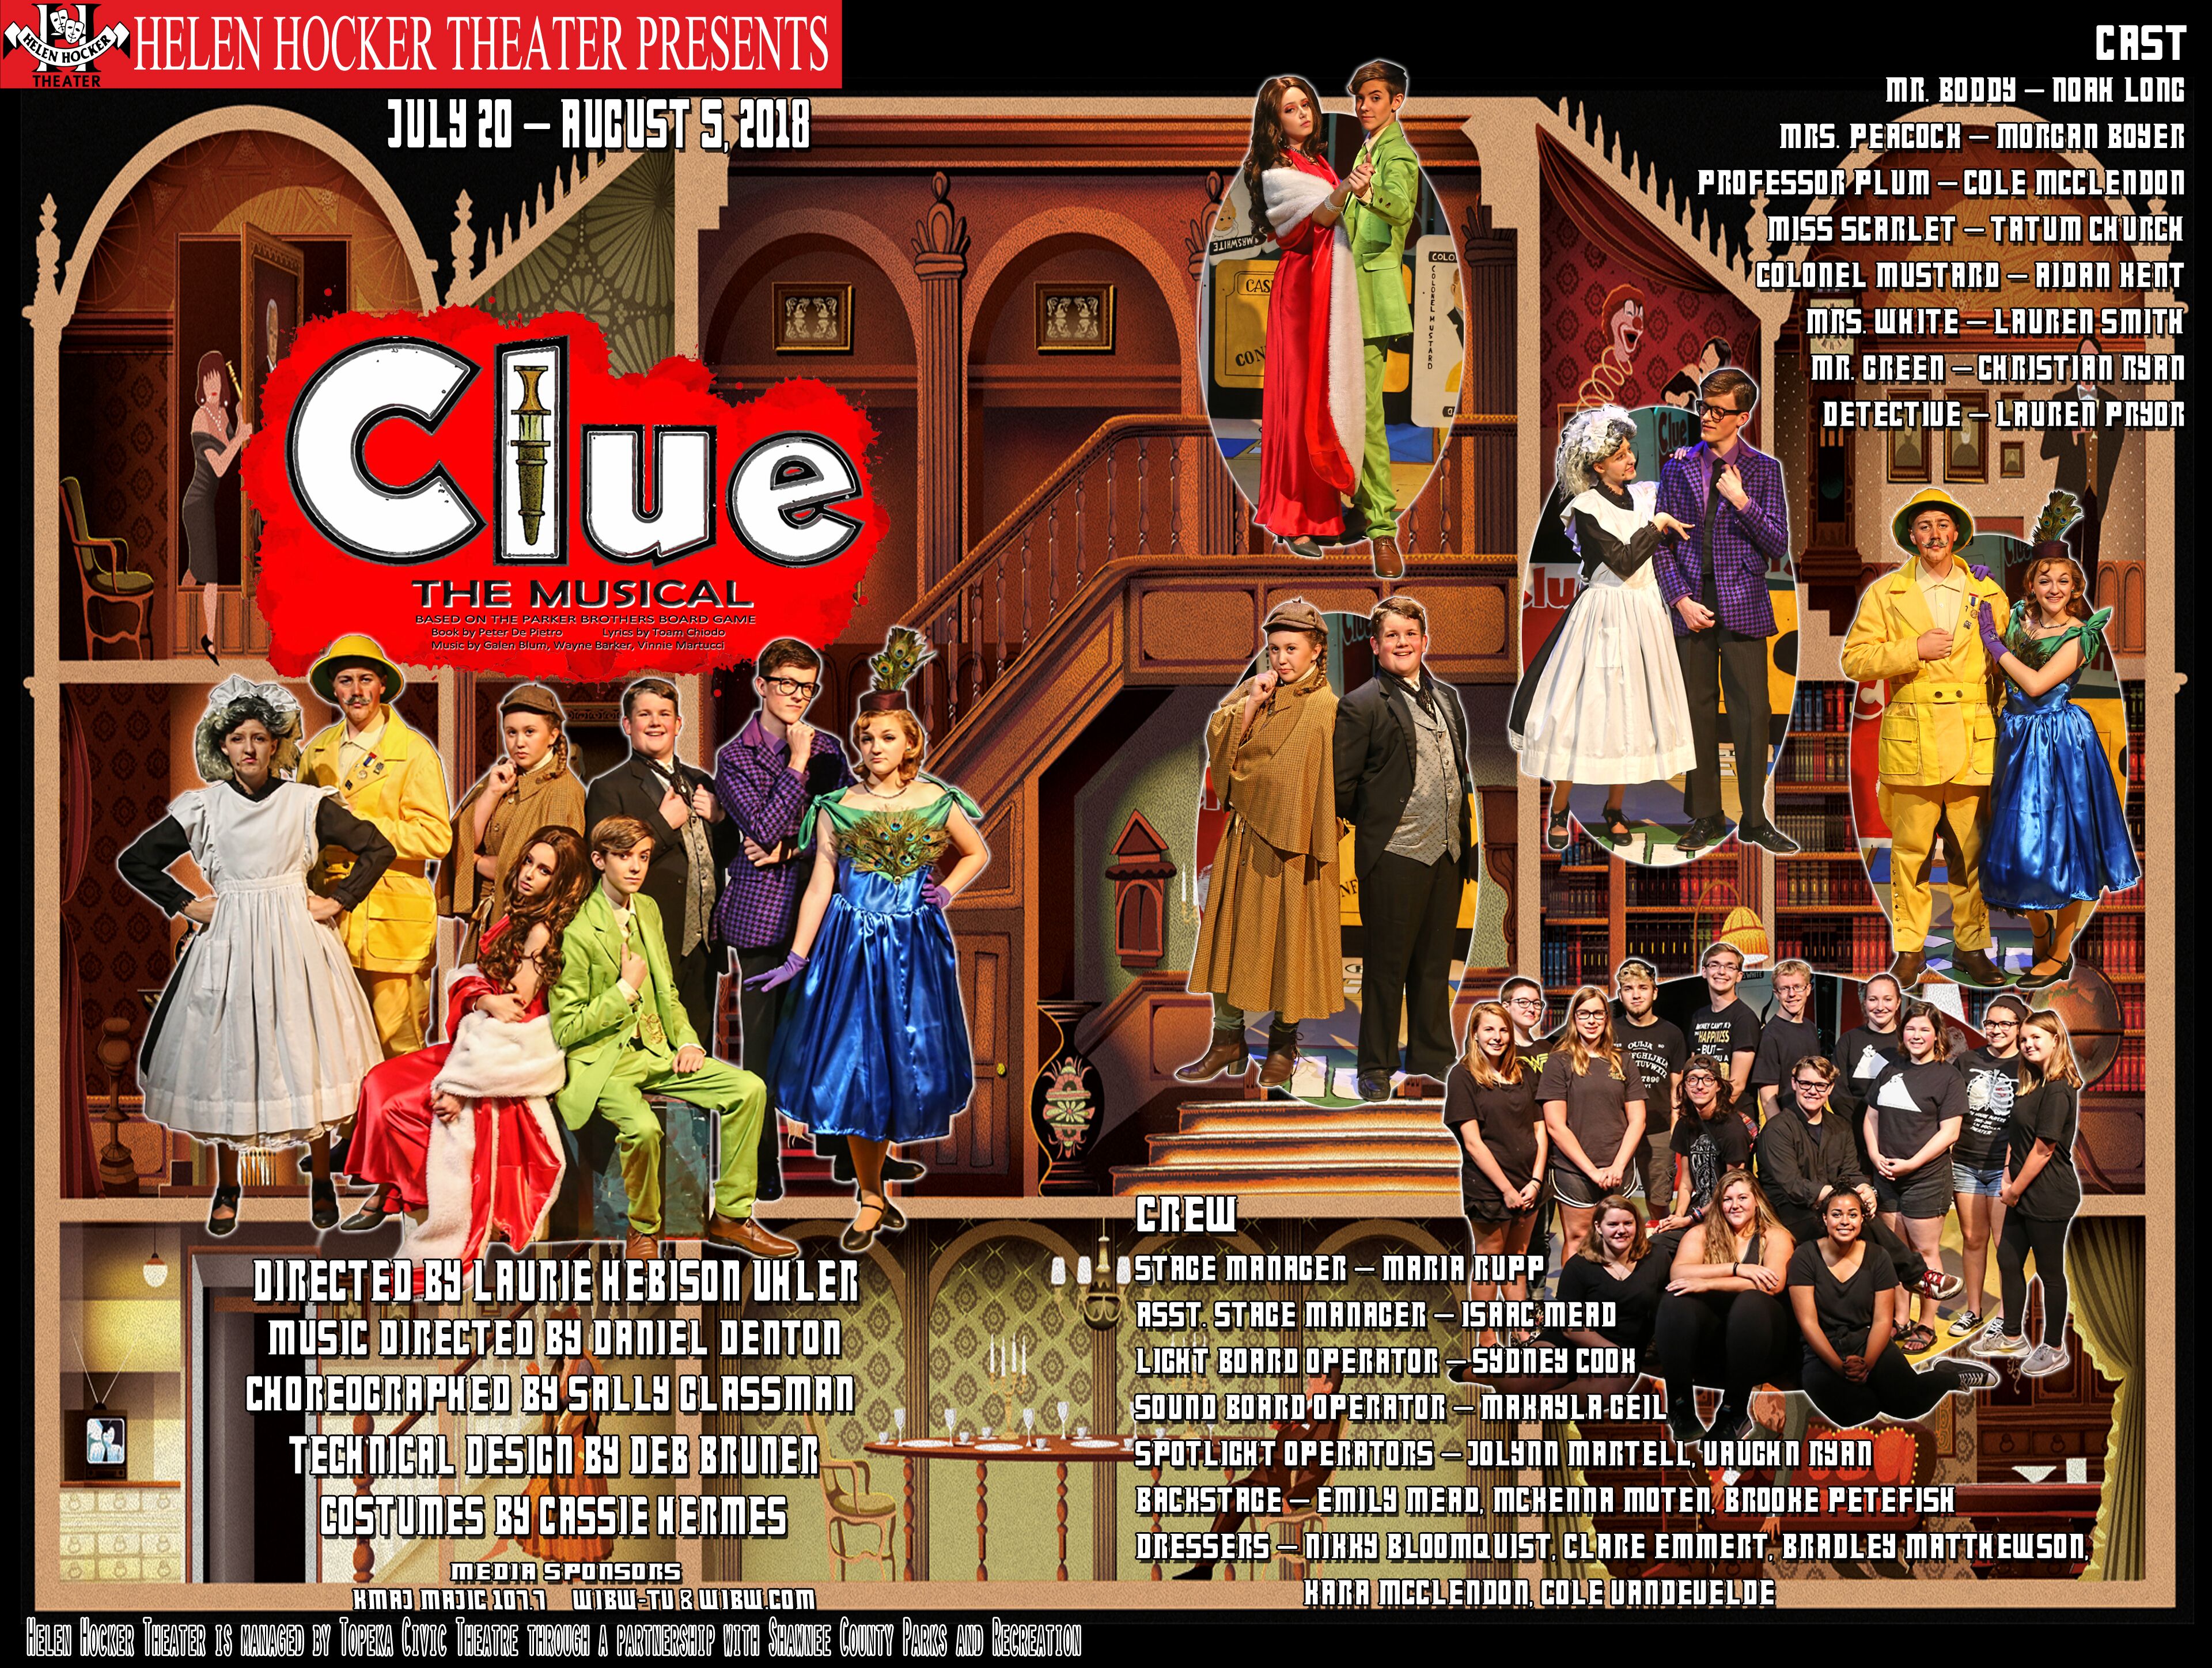 HELEN HOCKER
THEATER
HELEN HOCKER THEATER PRESENTS
JULY 20 – AUGUST 5, 2018
Clue
THE MUSICAL
BASED ON THE PARKER BROTHERS BOARD GAME
Book by Peter De Pietro Lyrics by Toam Chiodo
Music by Galen Blum, Wayne Barker, Vinnie Martucci
CAST
MR. BODDY – NOAH LONG
MRS. PEACOCK – MORGAN BOYER
PROFESSOR PLUM – COLE MCCLENDON
MISS SCARLET – TATUM CHURCH
COLONEL MUSTARD – AIDAN KENT
MRS. WHITE – LAUREN SMITH
MR. GREEN – CHRISTIAN RYAN
DETECTIVE – LAUREN PRYOR
MRSWHITE
COLONEL MUSTARD
Clue
DIRECTED BY LAURIE HEBISON UHLER
MUSIC DIRECTED BY DANIEL DENTON
CHOREOGRAPHED BY SALLY GLASSMAN
TECHNICAL DESIGN BY DEB BRUNER
COSTUMES BY CASSIE HERMES
MEDIA SPONSORS
KMAJ MAJIC 107.7 WIBW-TV & WIBW.COM
CREW
STAGE MANAGER – MARIA RUPP
ASST. STAGE MANAGER – ISAAC MEAD
LIGHT BOARD OPERATOR – SYDNEY COOK
SOUND BOARD OPERATOR – MAKAYLA GEIL
SPOTLIGHT OPERATORS – JOLYNN MARTELL, VAUGHN RYAN
BACKSTAGE – EMILY MEAD, MCKENNA MOTEN, BROOKE PETEFISH
DRESSERS – NIKKY BLOOMQUIST, CLARE EMMERT, BRADLEY MATTHEWSON,
KARA MCCLENDON, COLE VANDEVELDE
HELEN HOCKER THEATER IS MANAGED BY TOPEKA CIVIC THEATRE THROUGH A PARTNERSHIP WITH SHAWNEE COUNTY PARKS AND RECREATION